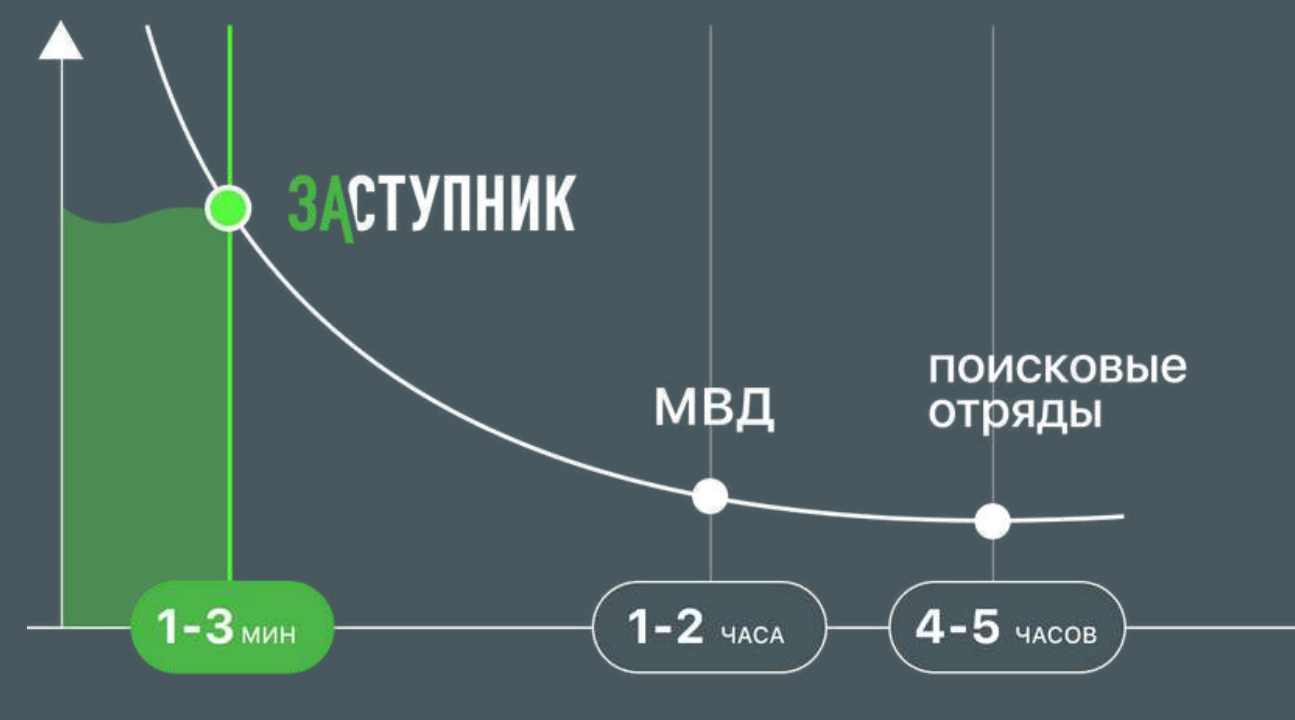 ЗАСТУПНИК
МВД
поисковые
отряды
1-3 мин
1-2 часа
4-5 часов